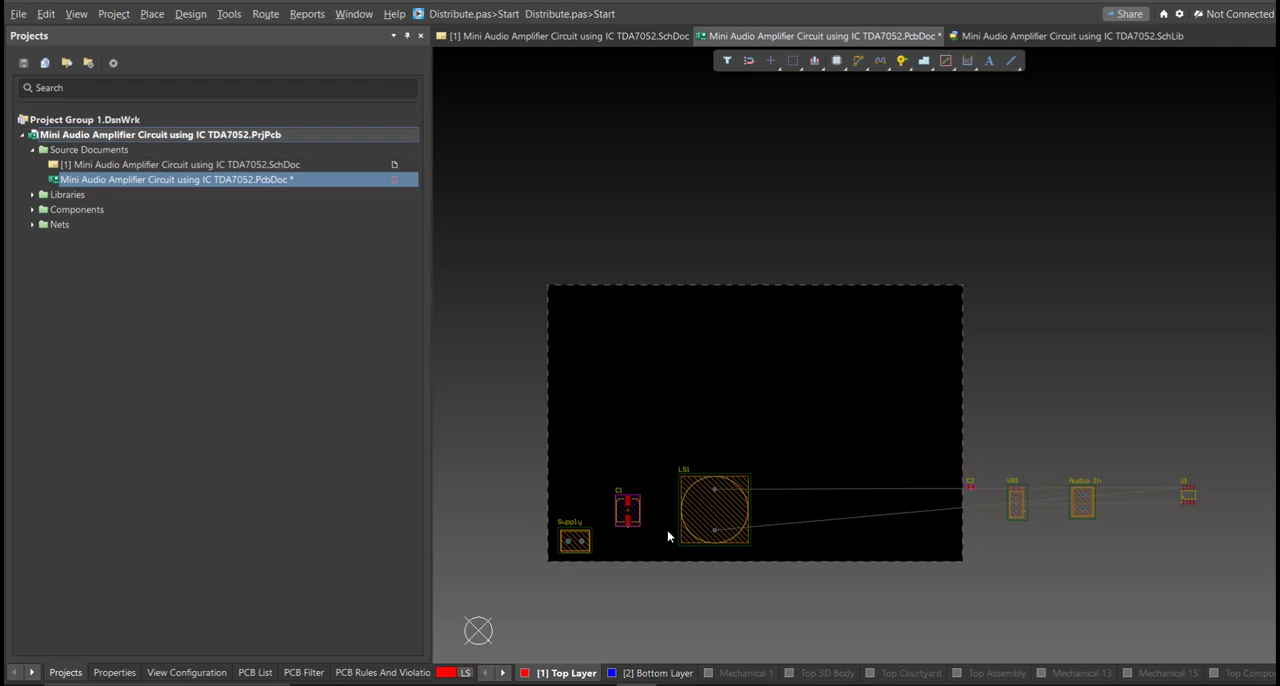 File Edit View Project Place Design Tools Route Reports Window Help Distribute.pas>Start Distribute.pas>Start Share Not Connected
Projects
[1] Mini Audio Amplifier Circuit using IC TDA7052.SchDoc Mini Audio Amplifier Circuit using IC TDA7052.PcbDoc * Mini Audio Amplifier Circuit using IC TDA7052.SchLib
Search
Project Group 1.DsnWrk
Mini Audio Amplifier Circuit using IC TDA7052.PrjPcb
Source Documents
[1] Mini Audio Amplifier Circuit using IC TDA7052.SchDoc
Mini Audio Amplifier Circuit using IC TDA7052.PcbDoc *
Libraries
Components
Nets
LS1
C1
C2
VR1
Audio In
U1
Supply
Projects Properties View Configuration PCB List PCB Filter PCB Rules And Violatio LS [1] Top Layer [2] Bottom Layer Mechanical 1 Top 3D Body Top Courtyard Top Assembly Mechanical 13 Mechanical 15 Top Compo